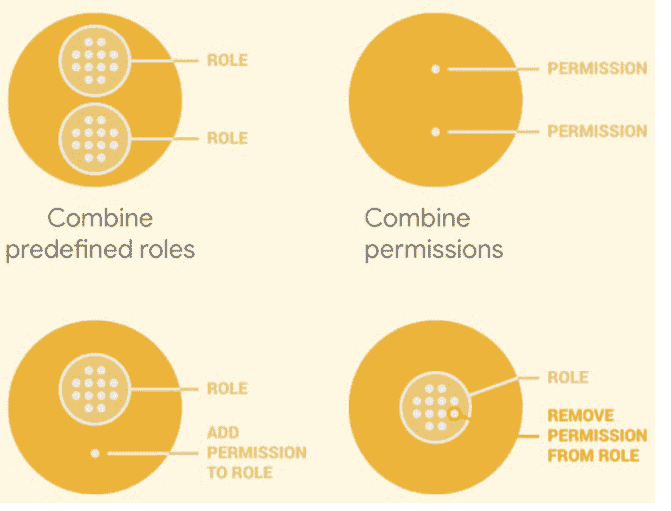 ROLE
ROLE
Combine
predefined roles
PERMISSION
PERMISSION
Combine
permissions
ROLE
ADD
PERMISSION
TO ROLE
ROLE
REMOVE
PERMISSION
FROM ROLE